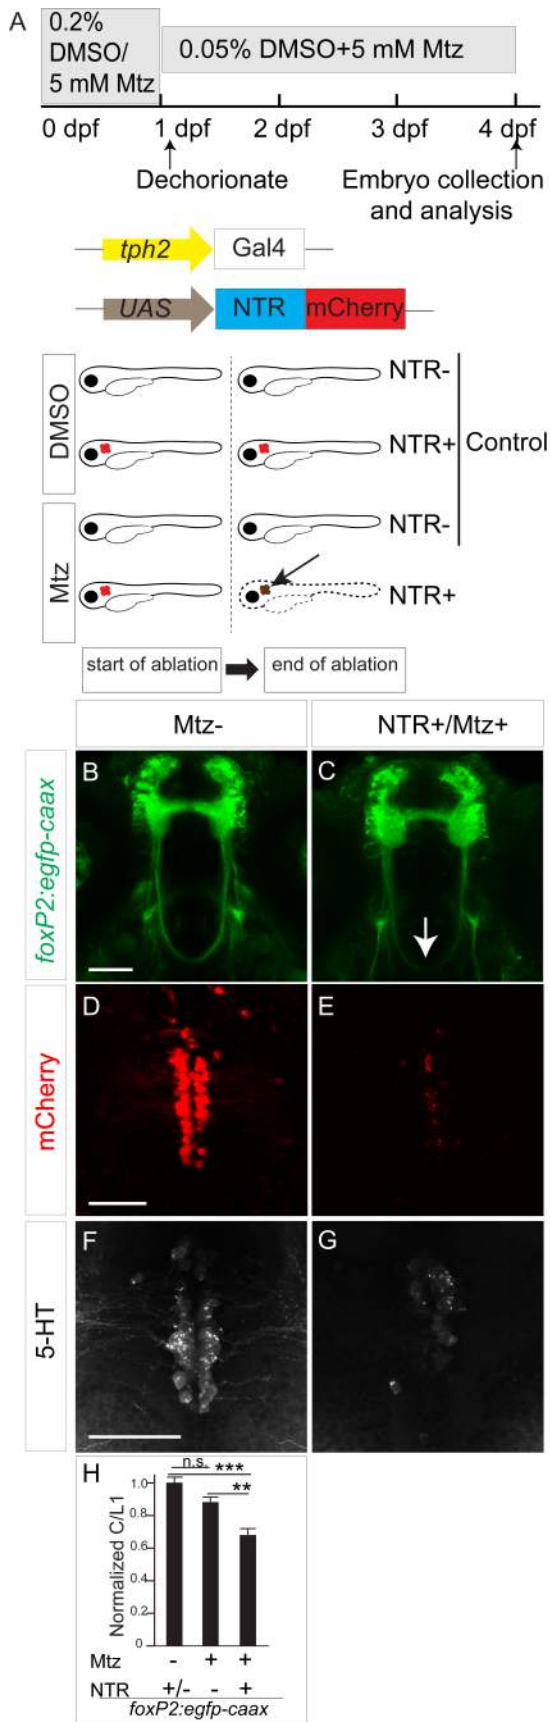 A
0.2%
DMSO/
5 mM Mtz
0.05% DMSO+5 mM Mtz
0 dpf 1 dpf 2 dpf 3 dpf 4 dpf
Dechorionate
Embryo collection
and analysis
tph2 Gal4
UAS NTR mCherry
DMSO
NTR-
NTR+
Control
Mtz
NTR-
NTR+
start of ablation end of ablation
Mtz- NTR+/Mtz+
foxP2:egfp-caax
B C
mCherry
D E
5-HT
F G
H
n.s. ***
**
Normalized C/L1
1.0
0.8
0.6
0.4
0.2
0
Mtz - + +
NTR +/- - +
foxP2:egfp-caax